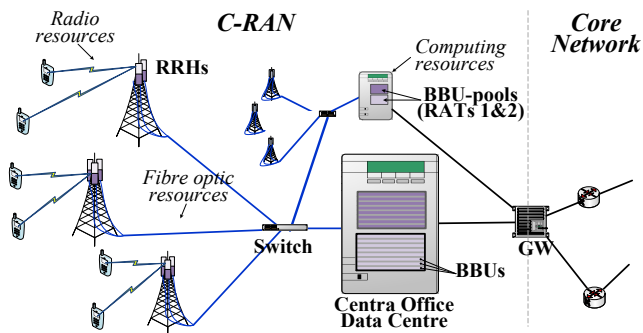 Radio
resources
C-RAN
Core
Network
Computing
resources
RRHs
BBU-pools
(RATs 1&2)
Fibre optic
resources
Switch
GW
BBUs
Centra Office
Data Centre